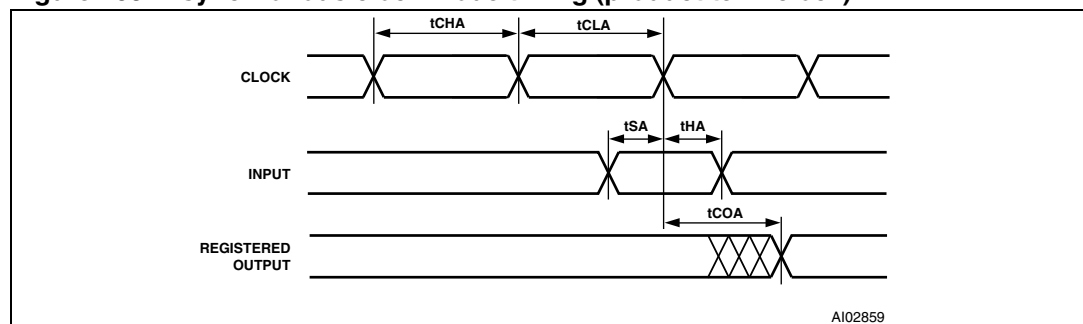 tCHA tCLA
CLOCK
tSA tHA
INPUT
tCOA
REGISTERED
OUTPUT
AI02859